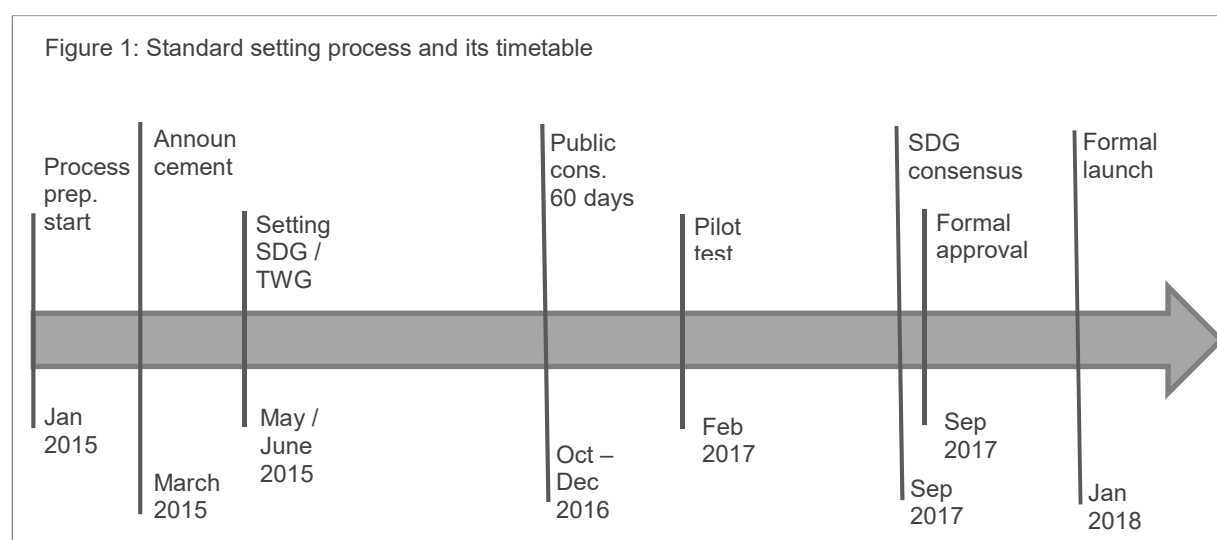 Figure 1: Standard setting process and its timetable
Process
prep.
start
Announ
cement
Setting
SDG /
TWG
Public
cons.
60 days
Pilot
test
SDG
consensus
Formal
approval
Formal
launch
Jan
2015
March
2015
May /
June
2015
Oct –
Dec
2016
Feb
2017
Sep
2017
Sep
2017
Jan
2018